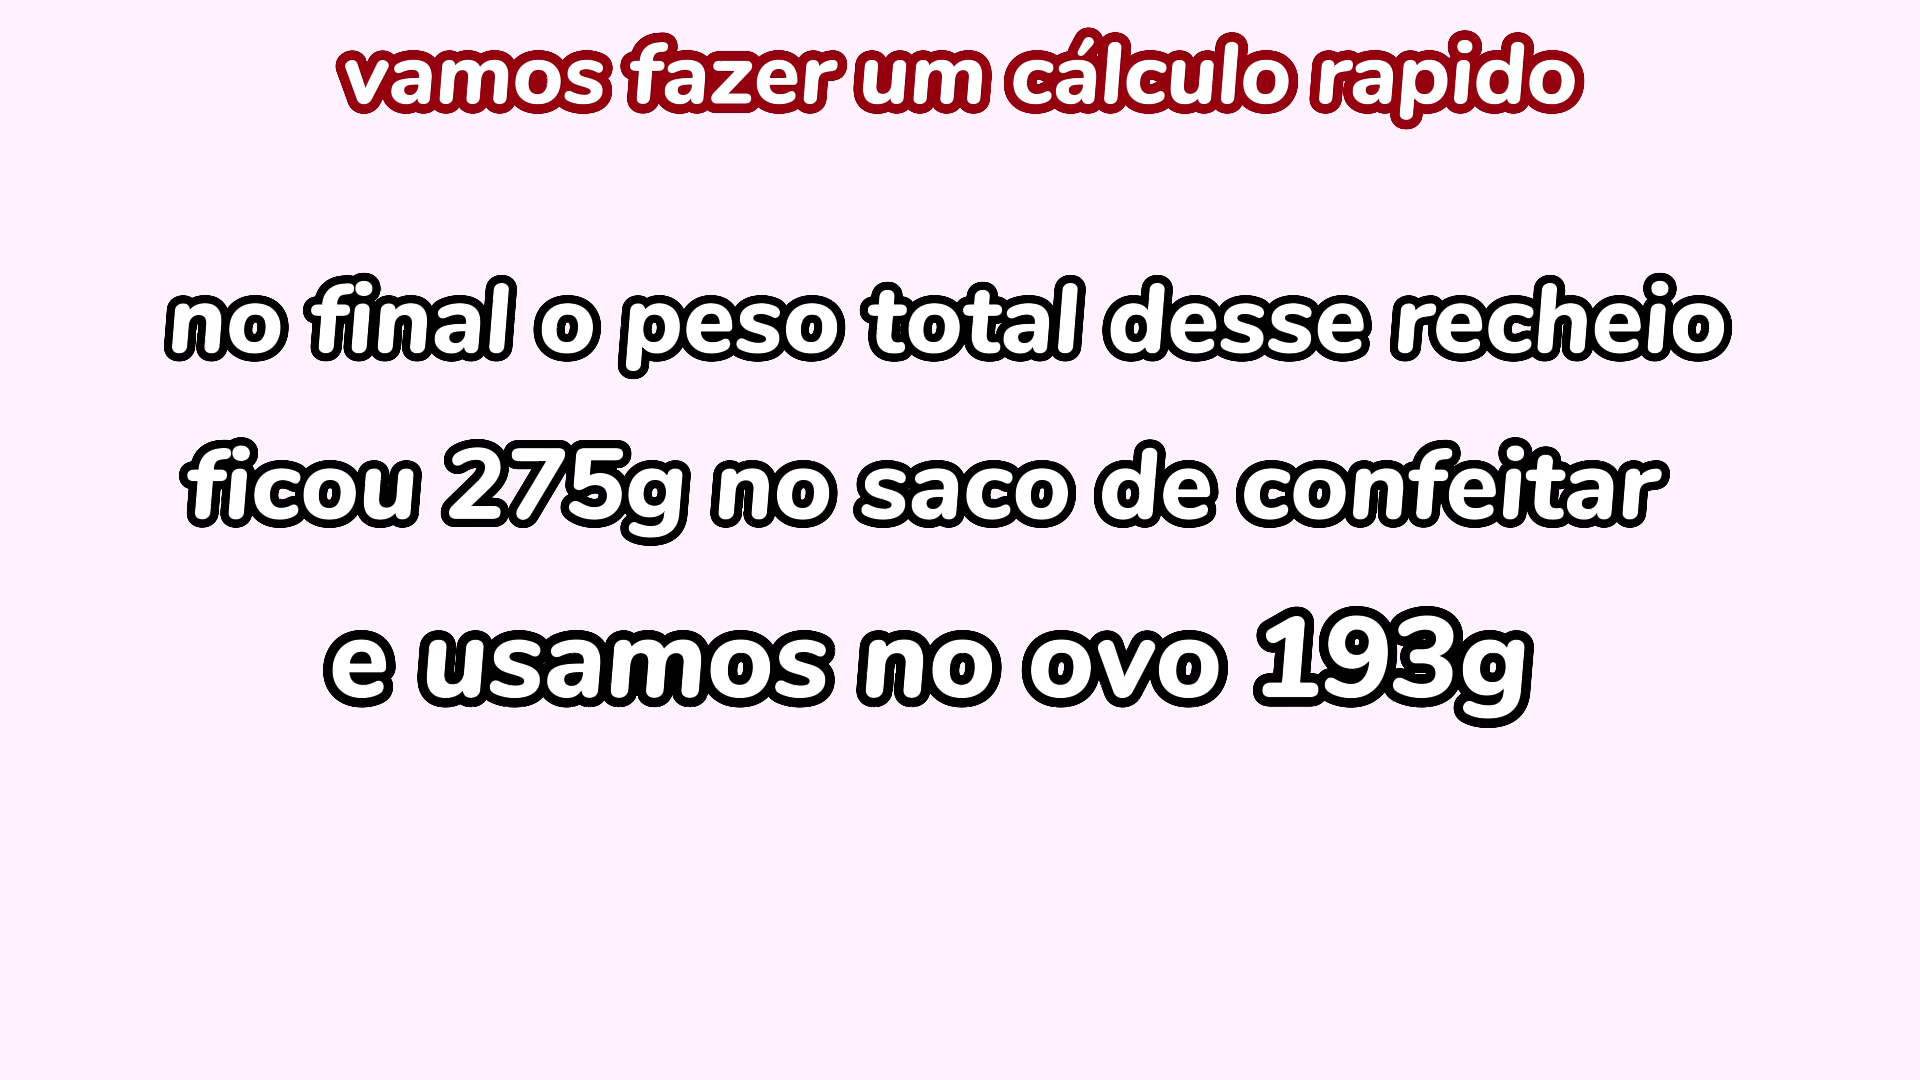 vamos fazer um cálculo rapido
no final o peso total desse recheio
ficou 275g no saco de confeitar
e usamos no ovo 193g